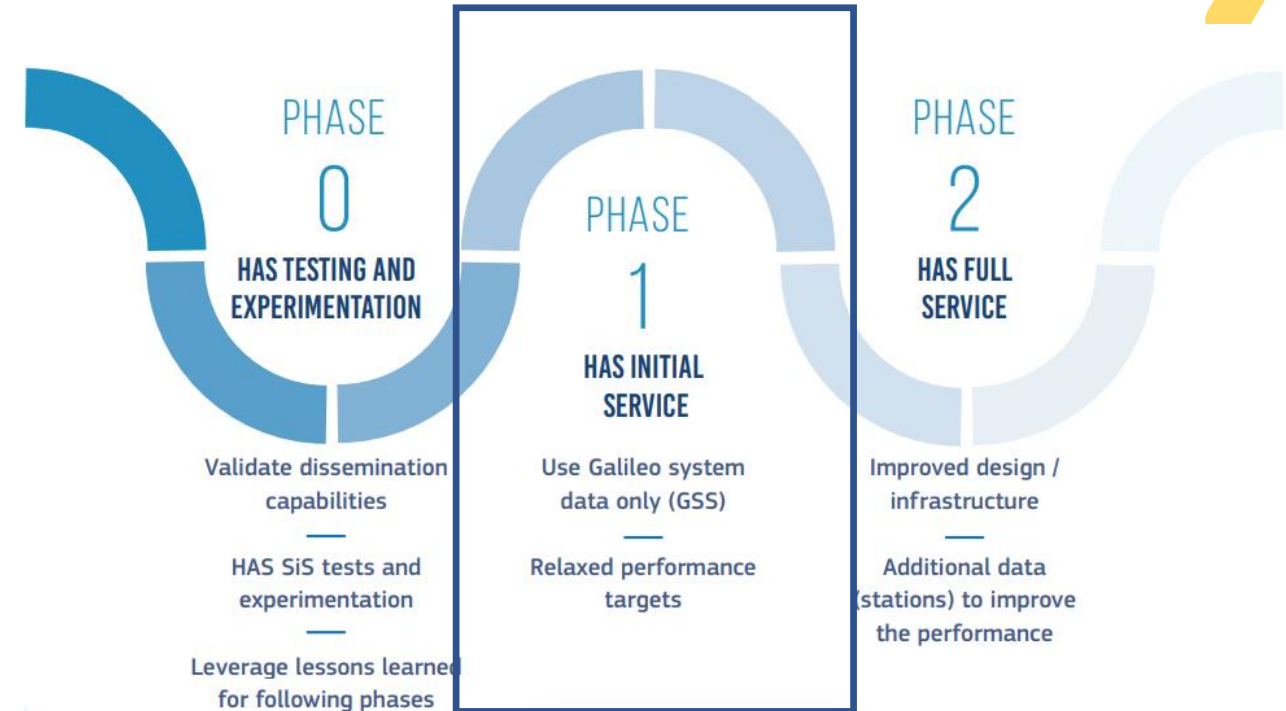 PHASE
0
HAS TESTING AND
EXPERIMENTATION
Validate dissemination
capabilities
HAS SiS tests and
experimentation
Leverage lessons learned
for following phases
PHASE
1
HAS INITIAL
SERVICE
Use Galileo system
data only (GSS)
Relaxed performance
targets
PHASE
2
HAS FULL
SERVICE
Improved design /
infrastructure
Additional data
(stations) to improve
the performance